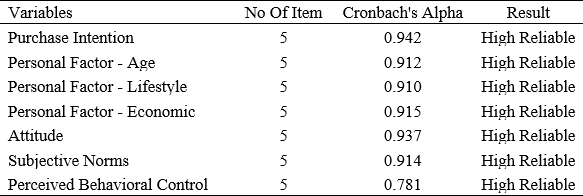 Variables No Of Item Cronbach's Alpha Result
Purchase Intention 5 0.942 High Reliable
Personal Factor - Age 5 0.912 High Reliable
Personal Factor - Lifestyle 5 0.910 High Reliable
Personal Factor - Economic 5 0.915 High Reliable
Attitude 5 0.937 High Reliable
Subjective Norms 5 0.914 High Reliable
Perceived Behavioral Control 5 0.781 High Reliable